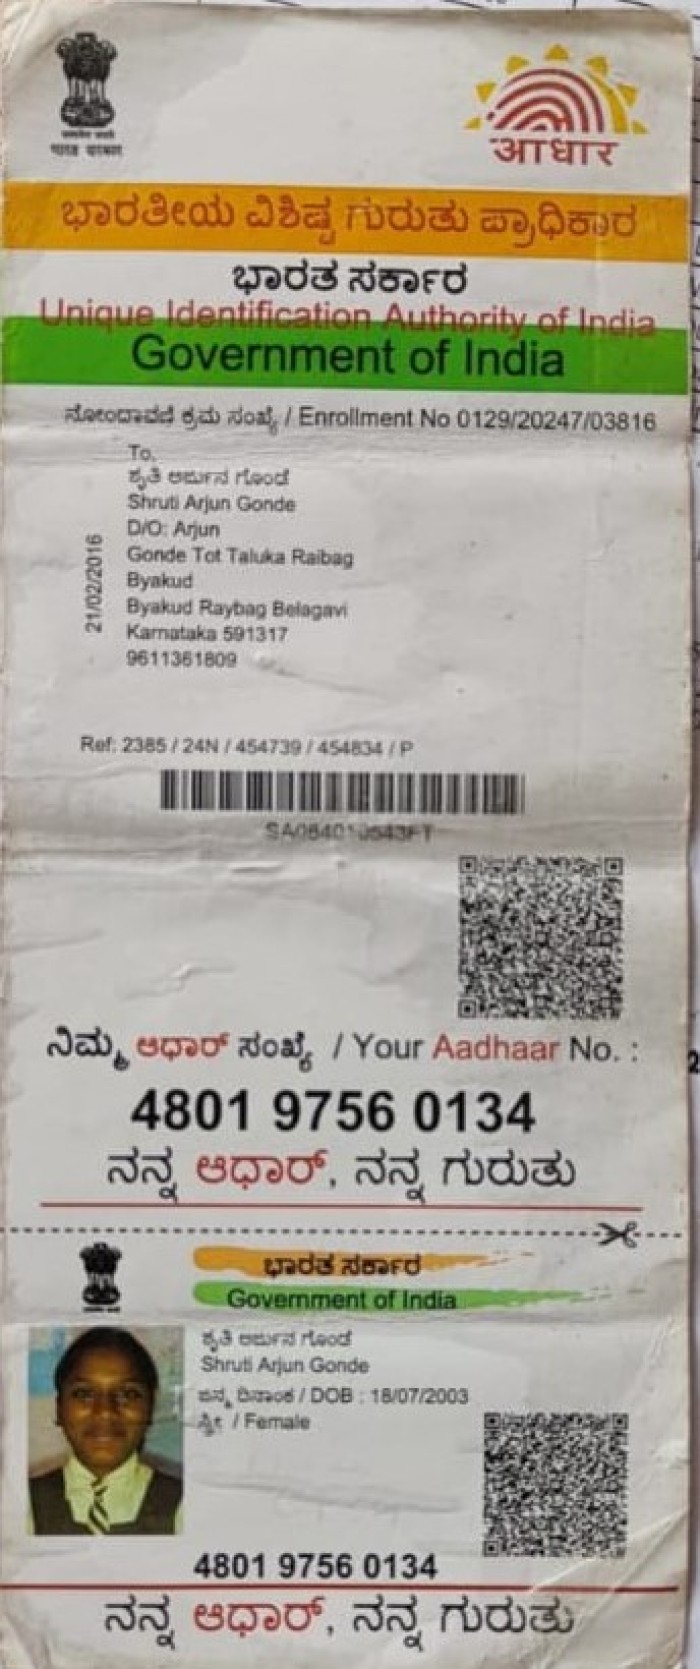 भारत सरकार
आधार
ಭಾರತೀಯ ವಿಶಿಷ್ಟ ಗುರುತು ಪ್ರಾಧಿಕಾರ
ಭಾರತ ಸರ್ಕಾರ
Unique Identification Authority of India
Government of India
ನೋಂದಾವಣಿ ಕ್ರಮ ಸಂಖ್ಯೆ / Enrollment No 0129/20247/03816
To,
ಶೃತಿ ಅರ್ಜುನ ಗೊಂಡೆ
Shruti Arjun Gonde
D/O: Arjun
Gonde Tot Taluka Raibag
Byakud
Byakud Raybag Belagavi
Karnataka 591317
9611361809
21/02/2016
Ref: 2385 / 24N / 454739 / 454834 / P
ನಿಮ್ಮ ಆಧಾರ್ ಸಂಖ್ಯೆ / Your Aadhaar No. :
4801 9756 0134
ನನ್ನ ಆಧಾರ್, ನನ್ನ ಗುರುತು
ಭಾರತ ಸರ್ಕಾರ
Government of India
ಶೃತಿ ಅರ್ಜುನ ಗೊಂಡೆ
Shruti Arjun Gonde
ಜನ್ಮ ದಿನಾಂಕ / DOB : 18/07/2003
ಸ್ತ್ರೀ / Female
4801 9756 0134
ನನ್ನ ಆಧಾರ್, ನನ್ನ ಗುರುತು